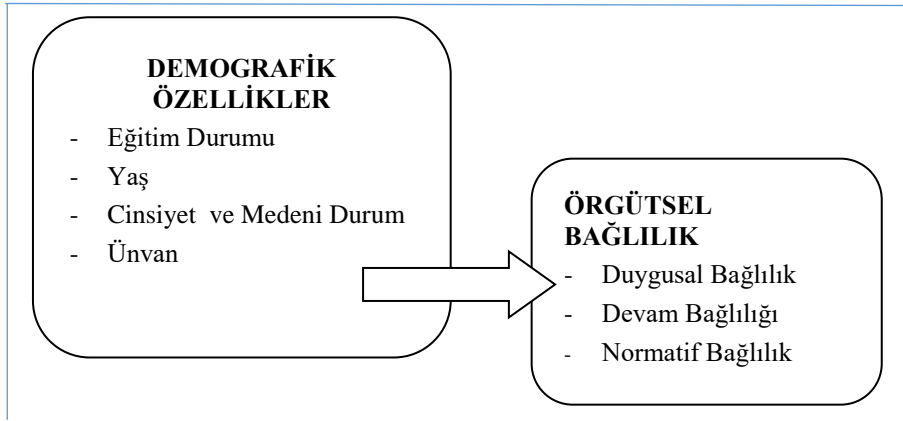 DEMOGRAFİK
ÖZELLİKLER
- Eğitim Durumu
- Yaş
- Cinsiyet ve Medeni Durum
- Ünvan
ÖRGÜTSEL
BAĞLILIK
- Duygusal Bağlılık
- Devam Bağlılığı
- Normatif Bağlılık